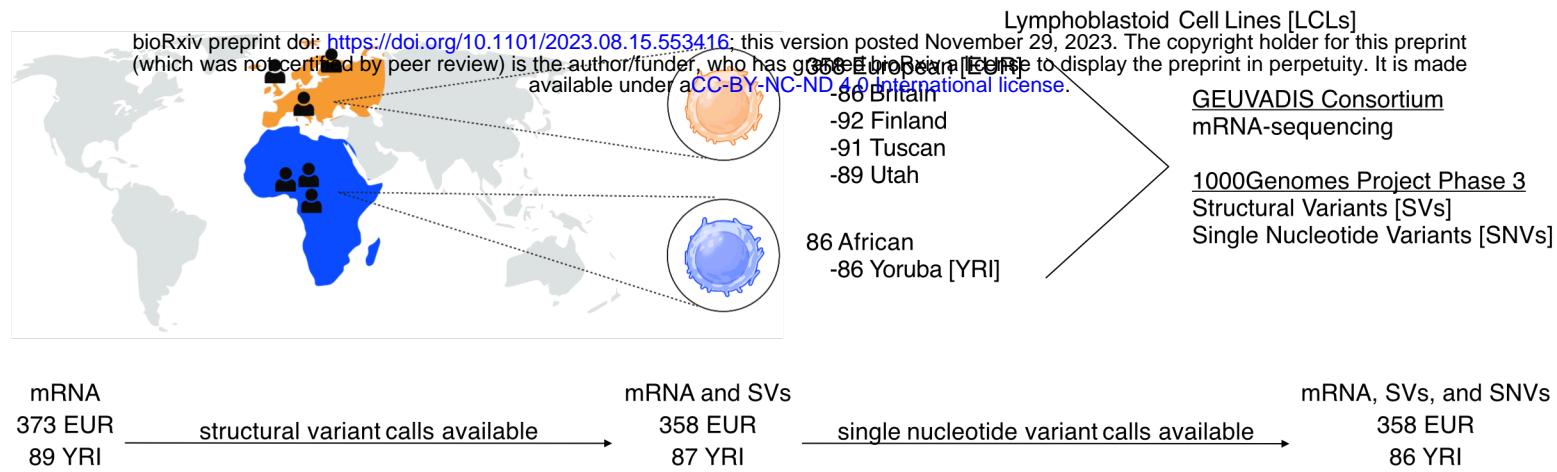 Lymphoblastoid Cell Lines [LCLs]
bioRxiv preprint doi: https://doi.org/10.1101/2023.08.15.553416; this version posted November 29, 2023. The copyright holder for this preprint
(which was not certified by peer review) is the author/funder, who has granted bioRxiv a license to display the preprint in perpetuity. It is made
available under aCC-BY-NC-ND 4.0 International license.
358 European [EUR]
-86 Britain
-92 Finland
-91 Tuscan
-89 Utah
86 African
-86 Yoruba [YRI]
GEUVADIS Consortium
mRNA-sequencing
1000Genomes Project Phase 3
Structural Variants [SVs]
Single Nucleotide Variants [SNVs]
mRNA
373 EUR
89 YRI
structural variant calls available
mRNA and SVs
358 EUR
87 YRI
single nucleotide variant calls available
mRNA, SVs, and SNVs
358 EUR
86 YRI